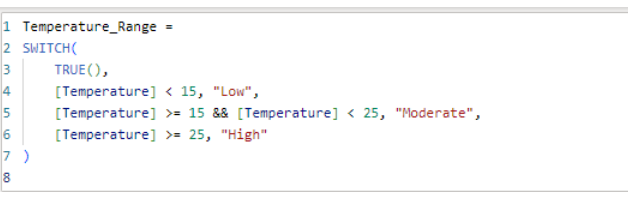 1 Temperature_Range =
2 SWITCH(
3     TRUE(),
4     [Temperature] < 15, "Low",
5     [Temperature] >= 15 && [Temperature] < 25, "Moderate",
6     [Temperature] >= 25, "High"
7 )
8